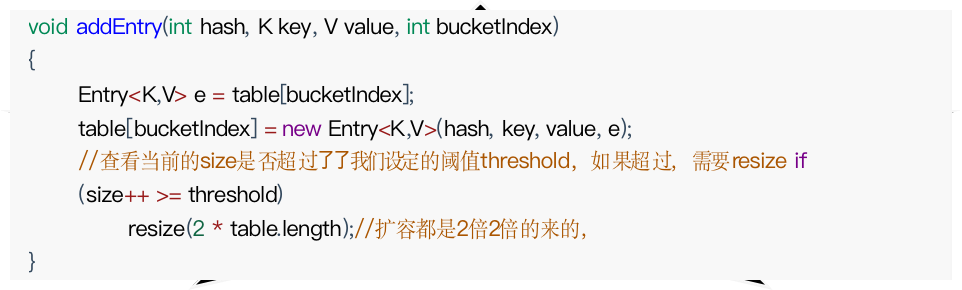 void addEntry(int hash, K key, V value, int bucketIndex)
{
Entry<K,V> e = table[bucketIndex];
table[bucketIndex] = new Entry<K,V>(hash, key, value, e);
//查看当前的size是否超过了了我们设定的阈值threshold，如果超过，需要resize if
(size++ >= threshold)
resize(2 * table.length);//扩容都是2倍2倍的来的，
}